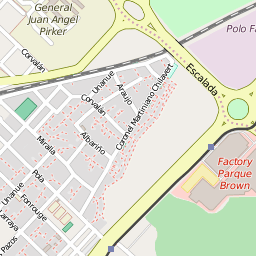 General
Juan Angel
Pirker
Polo Fa
Corvalán
Unanue
Araujo
Escalada
Corvalán
Coronel Martiniano Chilavert
Albariño
Miralla
Factory
Parque
Brown
Pola
Unanue
Fonrouge
Larraya
Pazos